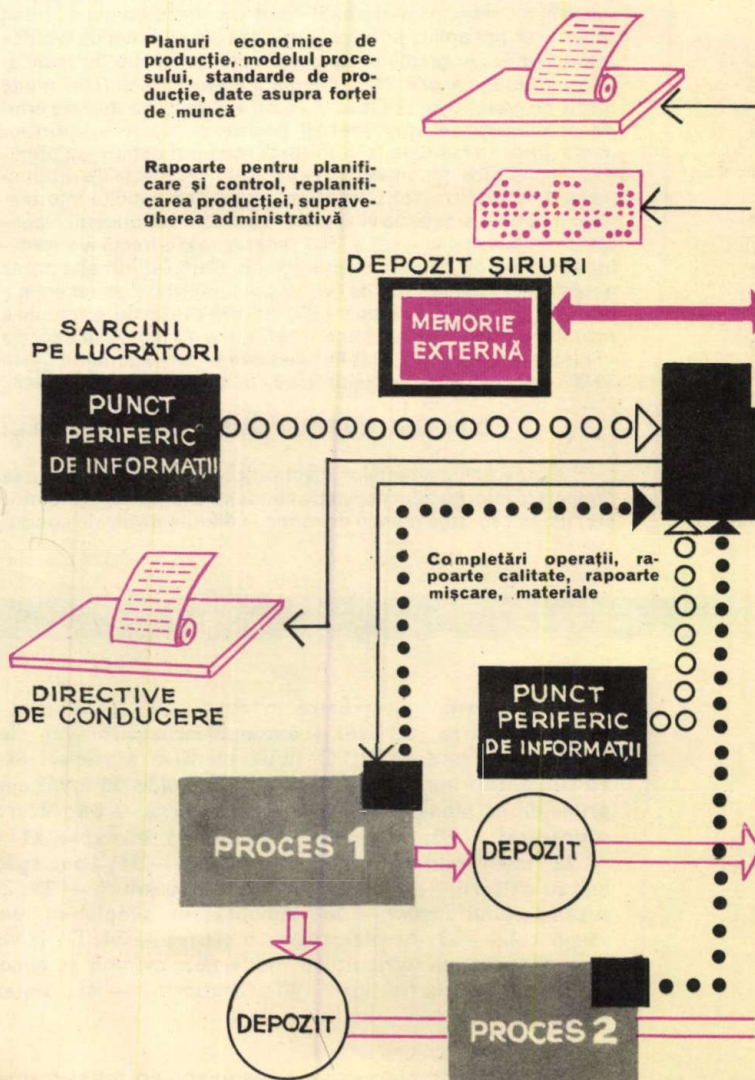 Planuri economice de
producție, modelul proce-
sului, standarde de pro-
ducție, date asupra forței
de muncă
Rapoarte pentru planifi-
care și control, replanifi-
carea producției, suprave-
gherea administrativă
DEPOZIT ȘIRURI
MEMORIE
EXTERNĂ
SARCINI
PE LUCRĂTORI
PUNCT
PERIFERIC
DE INFORMAȚII
Completări operații, ra-
poarte calitate, rapoarte
mișcare, materiale
DIRECTIVE
DE CONDUCERE
PUNCT
PERIFERIC
DE INFORMAȚII
PROCES 1
DEPOZIT
DEPOZIT
PROCES 2